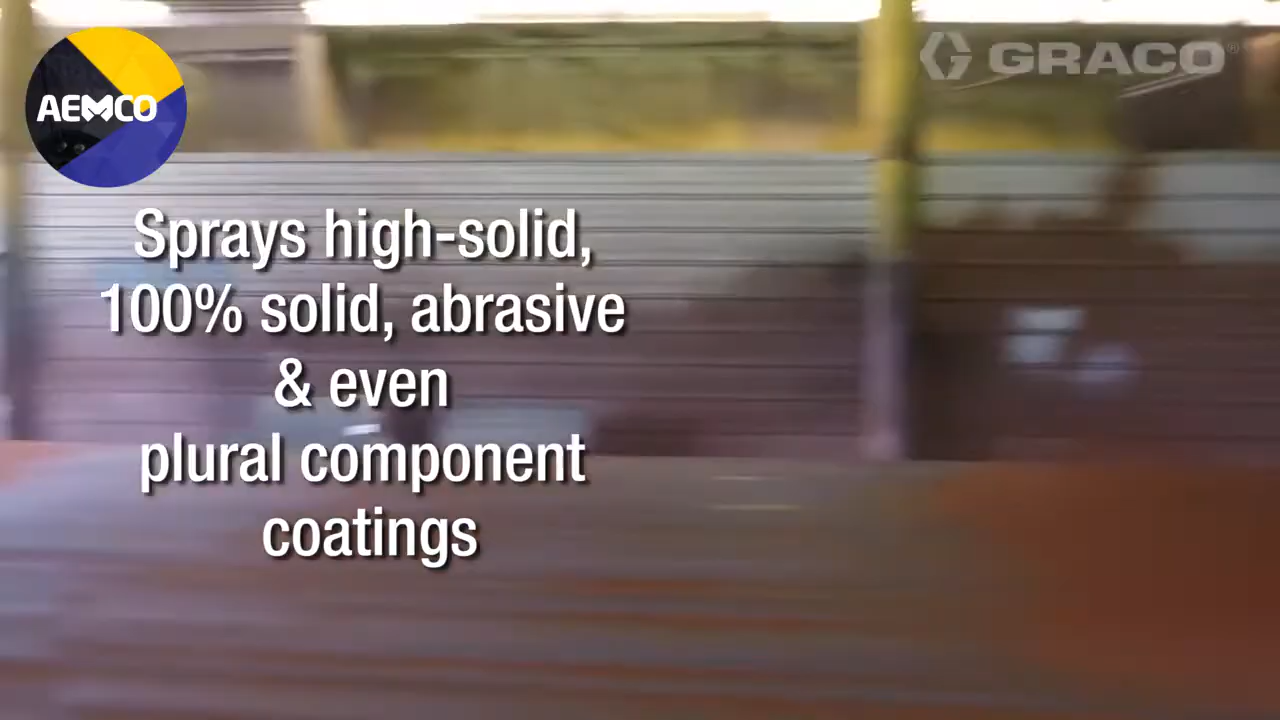 AEMCO
GRACO®
Sprays high-solid,
100% solid, abrasive
& even
plural component
coatings